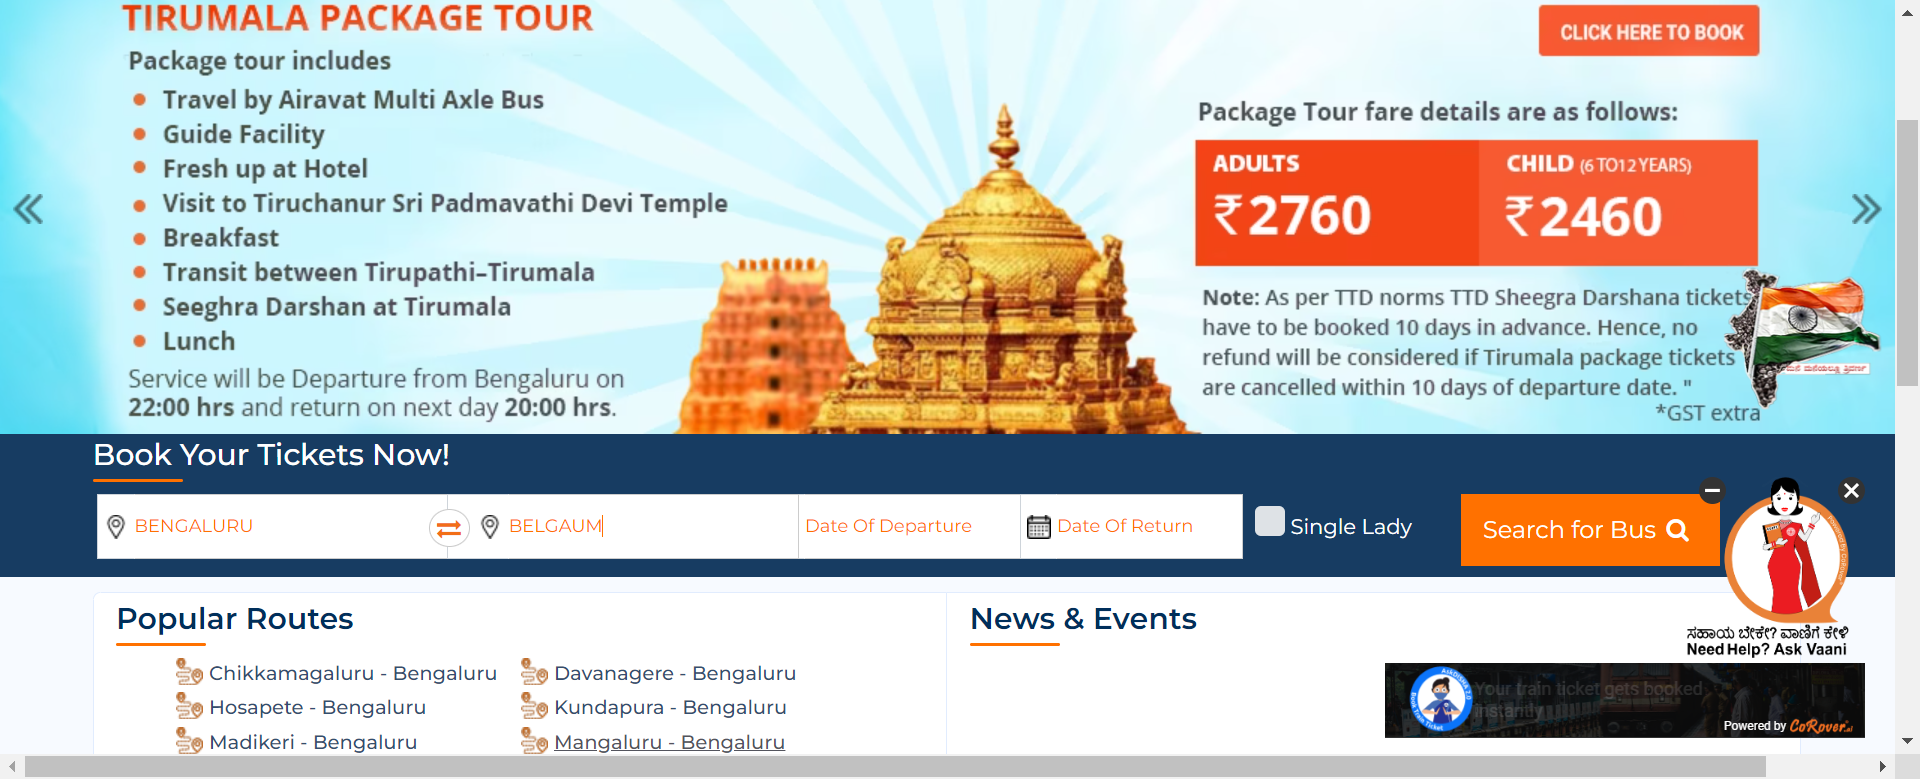 TIRUMALA PACKAGE TOUR
Package tour includes
Travel by Airavat Multi Axle Bus
Guide Facility
Fresh up at Hotel
Visit to Tiruchanur Sri Padmavathi Devi Temple
Breakfast
Transit between Tirupathi–Tirumala
Seeghra Darshan at Tirumala
Lunch
Service will be Departure from Bengaluru on
22:00 hrs and return on next day 20:00 hrs.
CLICK HERE TO BOOK
Package Tour fare details are as follows:
ADULTS
₹2760
CHILD (6 TO12 YEARS)
₹2460
Note: As per TTD norms TTD Sheegra Darshana tickets
have to be booked 10 days in advance. Hence, no
refund will be considered if Tirumala package tickets
are cancelled within 10 days of departure date. "
*GST extra
Book Your Tickets Now!
BENGALURU
BELGAUM
Date Of Departure
Date Of Return
Single Lady
Search for Bus
Popular Routes
Chikkamagaluru - Bengaluru
Davanagere - Bengaluru
Hosapete - Bengaluru
Kundapura - Bengaluru
Madikeri - Bengaluru
Mangaluru - Bengaluru
News & Events
ಸಹಾಯ ಬೇಕೇ? ವಾಣಿಗೆ ಕೇಳಿ
Need Help? Ask Vaani
Your train ticket gets booked
instantly
Powered by CoRover.ai